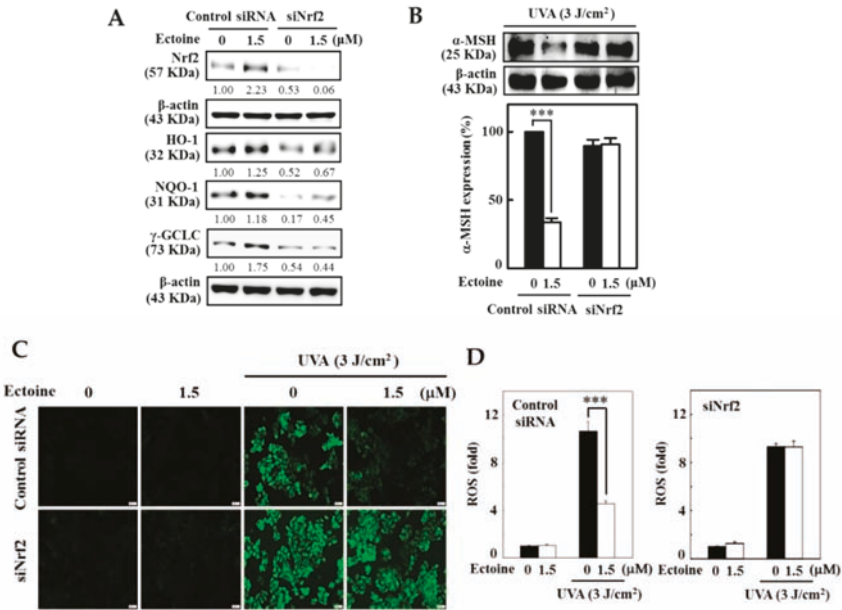 A
Control siRNA siNrf2
Ectoine 0 1.5 0 1.5 (μM)
Nrf2
(57 KDa)
1.00 2.23 0.53 0.06
β-actin
(43 KDa)
HO-1
(32 KDa)
1.00 1.25 0.52 0.67
NQO-1
(31 KDa)
1.00 1.18 0.17 0.45
γ-GCLC
(73 KDa)
1.00 1.75 0.54 0.44
β-actin
(43 KDa)
B
UVA (3 J/cm²)
α-MSH
(25 KDa)
β-actin
(43 KDa)
α-MSH expression (%)
100
50
0
***
Ectoine 0 1.5 0 1.5 (μM)
Control siRNA siNrf2
C
UVA (3 J/cm²)
Ectoine 0 1.5 0 1.5 (μM)
Control siRNA
siNrf2
D
ROS (fold)
12
8
4
0
Control
siRNA
***
Ectoine 0 1.5 0 1.5 (μM)
UVA (3 J/cm²)
ROS (fold)
12
8
4
0
siNrf2
Ectoine 0 1.5 0 1.5 (μM)
UVA (3 J/cm²)